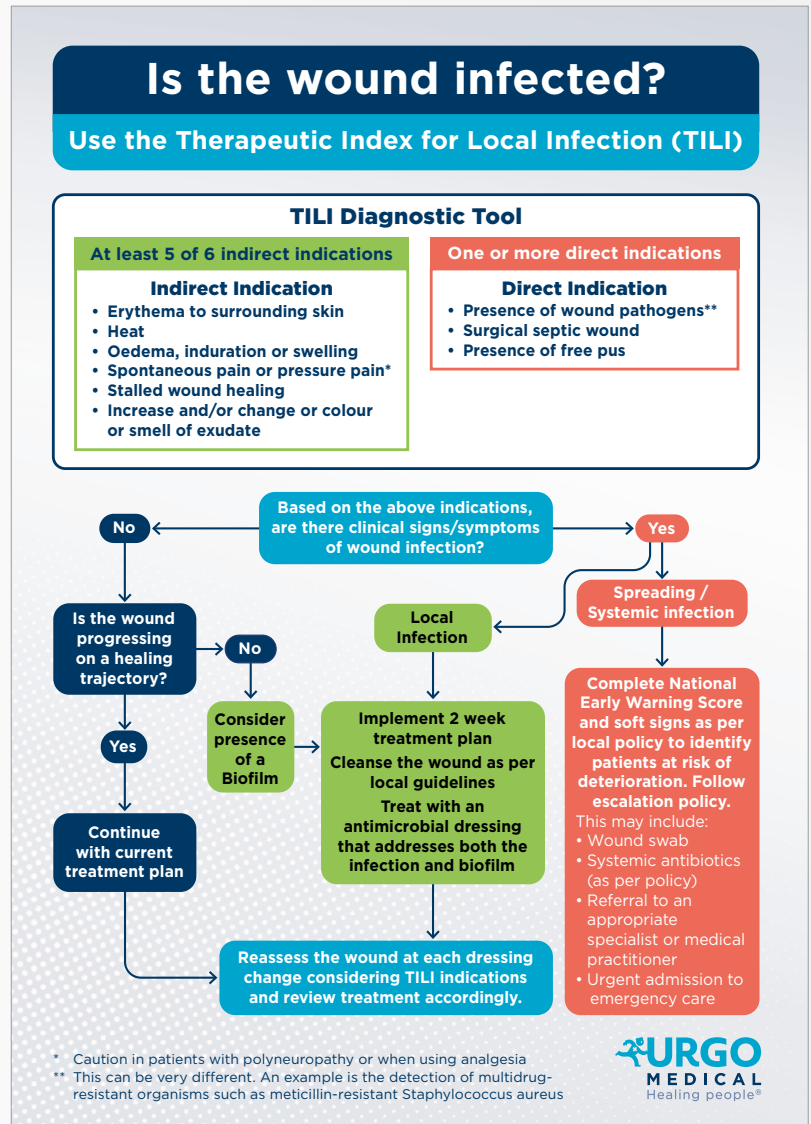 Is the wound infected?
Use the Therapeutic Index for Local Infection (TILI)
TILI Diagnostic Tool
At least 5 of 6 indirect indications
Indirect Indication
• Erythema to surrounding skin
• Heat
• Oedema, induration or swelling
• Spontaneous pain or pressure pain*
• Stalled wound healing
• Increase and/or change or colour
or smell of exudate
One or more direct indications
Direct Indication
• Presence of wound pathogens**
• Surgical septic wound
• Presence of free pus
Based on the above indications,
are there clinical signs/symptoms
of wound infection?
No
Yes
Is the wound
progressing
on a healing
trajectory?
No
Yes
Continue
with current
treatment plan
Consider
presence
of a
Biofilm
Local
Infection
Implement 2 week
treatment plan
Cleanse the wound as per
local guidelines
Treat with an
antimicrobial dressing
that addresses both the
infection and biofilm
Spreading /
Systemic infection
Complete National
Early Warning Score
and soft signs as per
local policy to identify
patients at risk of
deterioration. Follow
escalation policy.
This may include:
• Wound swab
• Systemic antibiotics
(as per policy)
• Referral to an
appropriate
specialist or medical
practitioner
• Urgent admission to
emergency care
Reassess the wound at each dressing
change considering TILI indications
and review treatment accordingly.
* Caution in patients with polyneuropathy or when using analgesia
** This can be very different. An example is the detection of multidrug-
resistant organisms such as meticillin-resistant Staphylococcus aureus
URGO
MEDICAL
Healing people®